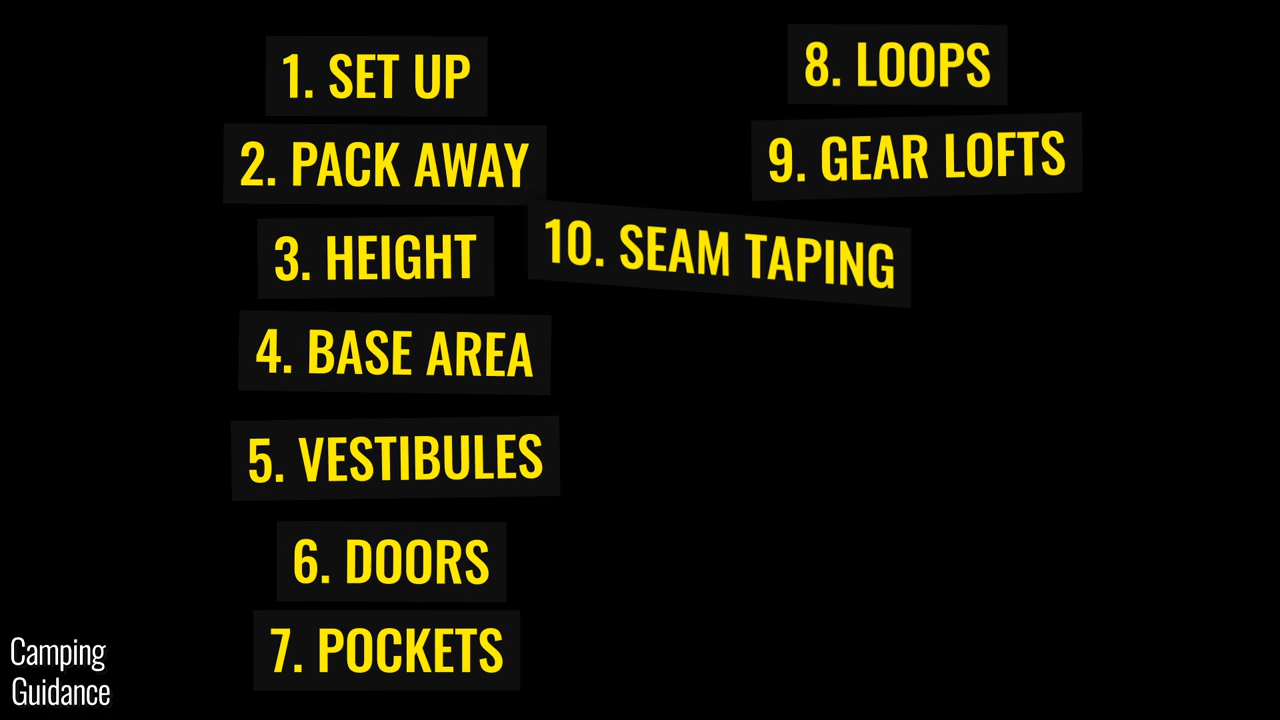 1. SET UP
2. PACK AWAY
3. HEIGHT
4. BASE AREA
5. VESTIBULES
6. DOORS
7. POCKETS
8. LOOPS
9. GEAR LOFTS
10. SEAM TAPING
Camping
Guidance